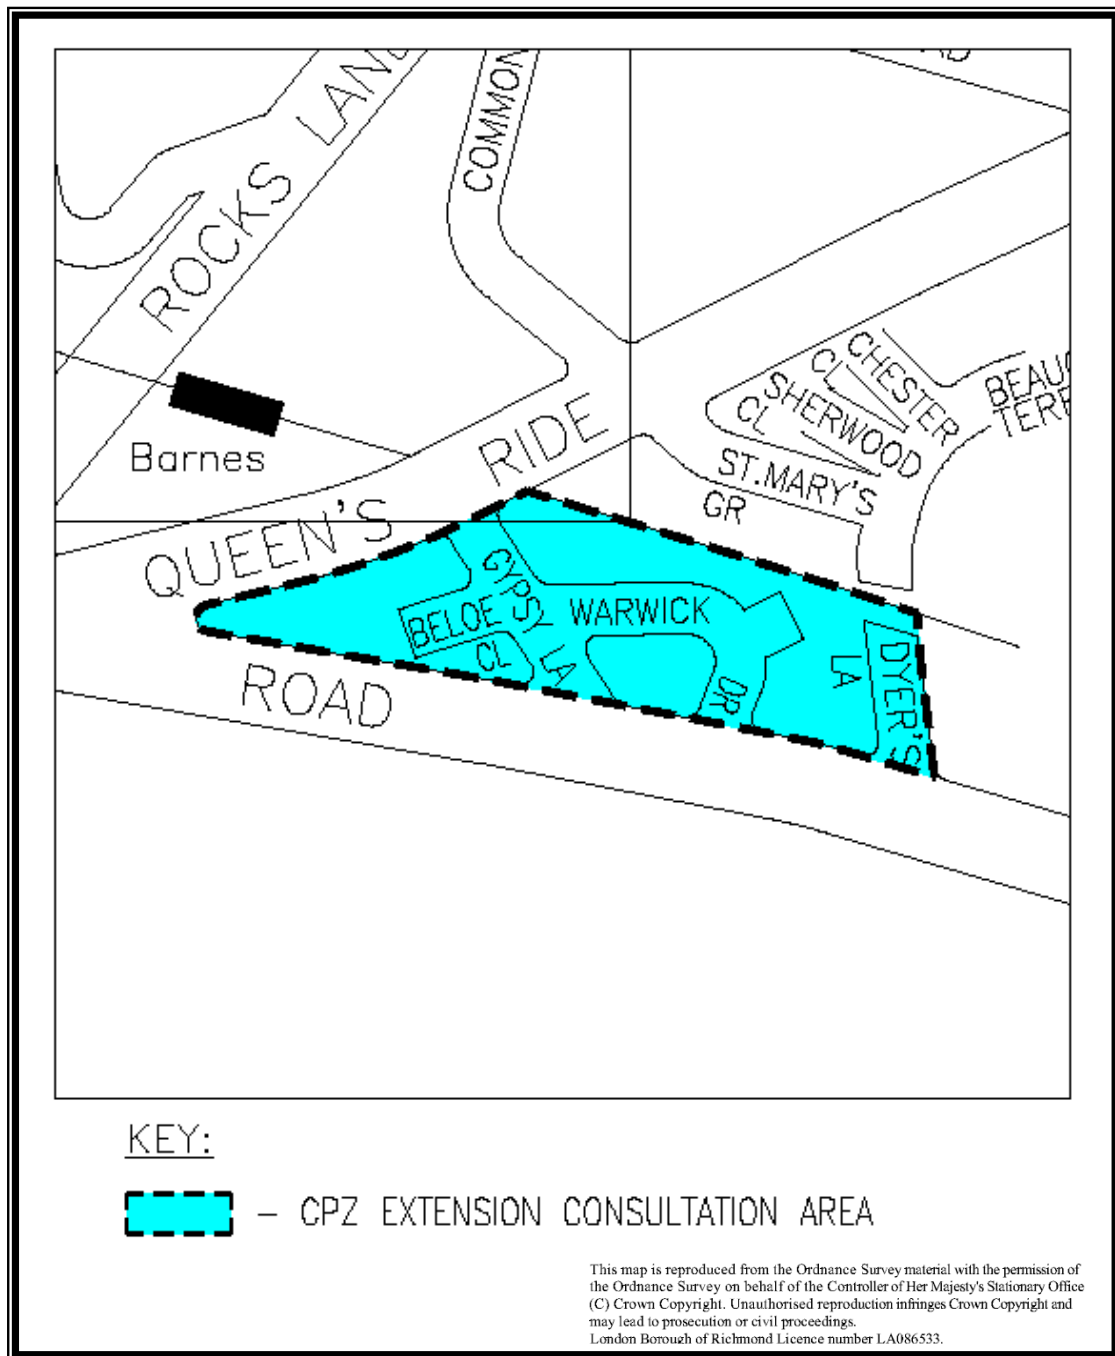 ROCKS LANE
COMMON
AD
Barnes
QUEEN'S RIDE
CHESTER
CL
SHERWOOD
CL
BEAUC
TERR
ST.MARY'S
GR
GYPSY LA
BELOE
CL
WARWICK
DR
DYER'S
LA
ROAD
KEY:
- CPZ EXTENSION CONSULTATION AREA
This map is reproduced from the Ordnance Survey material with the permission of
the Ordnance Survey on behalf of the Controller of Her Majesty's Stationary Office
(C) Crown Copyright. Unauthorised reproduction infringes Crown Copyright and
may lead to prosecution or civil proceedings.
London Borough of Richmond Licence number LA086533.